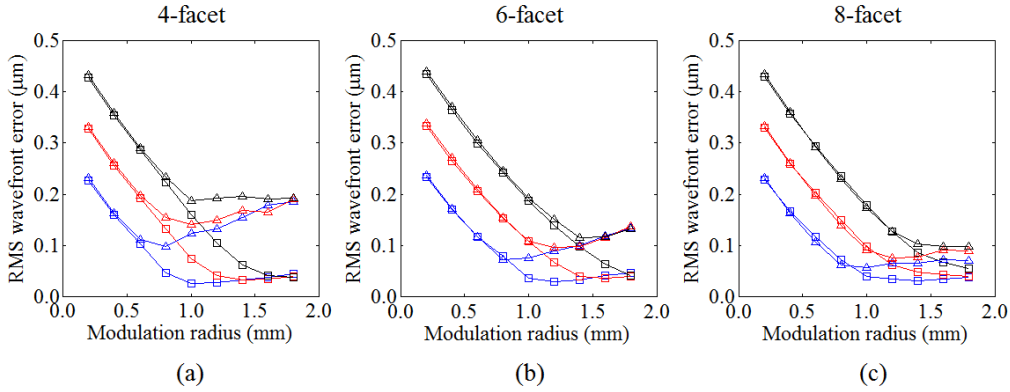 4-facet
RMS wavefront error (μm)
0.5
0.4
0.3
0.2
0.1
0.0
0.0 0.5 1.0 1.5 2.0
Modulation radius (mm)
(a)
6-facet
RMS wavefront error (μm)
0.5
0.4
0.3
0.2
0.1
0.0
0.0 0.5 1.0 1.5 2.0
Modulation radius (mm)
(b)
8-facet
RMS wavefront error (μm)
0.5
0.4
0.3
0.2
0.1
0.0
0.0 0.5 1.0 1.5 2.0
Modulation radius (mm)
(c)